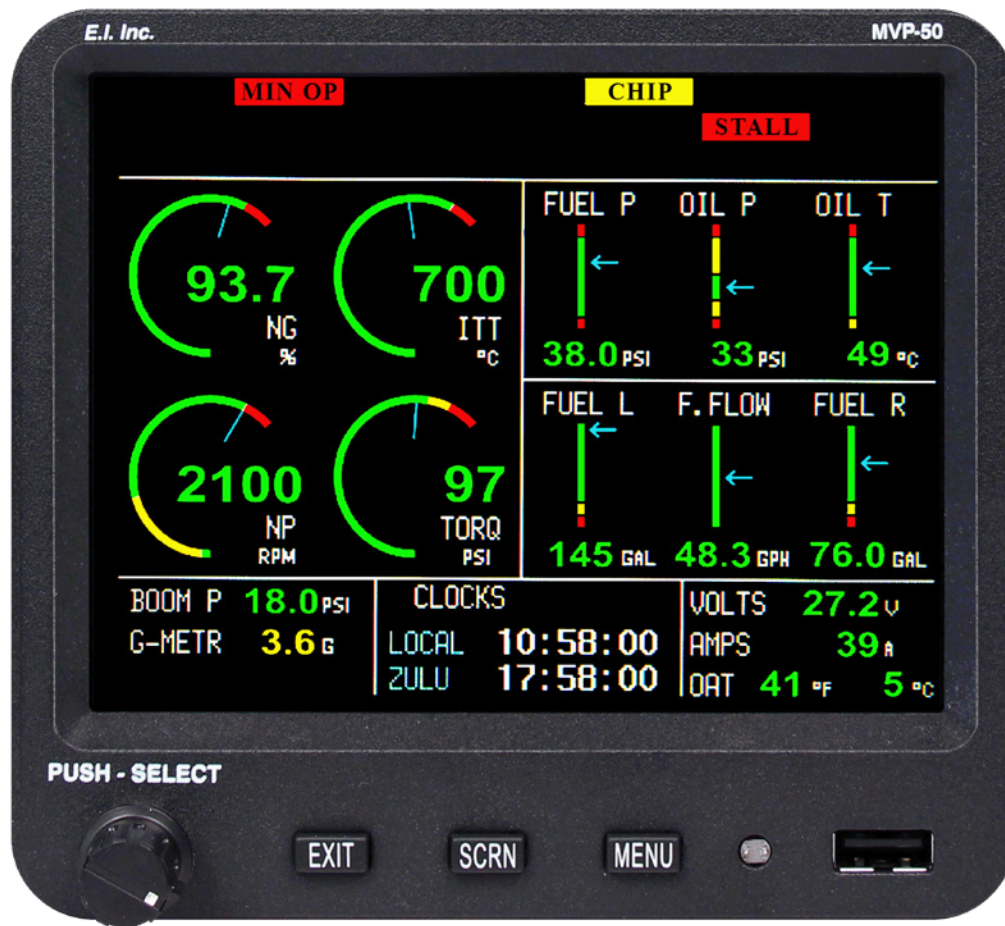 E.I. Inc. MVP-50
MIN OP CHIP
STALL
FUEL P OIL P OIL T
93.7 700
NG ITT
% °C
38.0 PSI 33 PSI 49 °C
FUEL L F.FLOW FUEL R
2100 97
NP TORQ
RPM PSI
145 GAL 48.3 GPH 76.0 GAL
BOOM P 18.0 PSI CLOCKS VOLTS 27.2 V
G-METR 3.6 G LOCAL 10:58:00 AMPS 39 A
ZULU 17:58:00 OAT 41 °F 5 °C
PUSH - SELECT
EXIT SCRN MENU